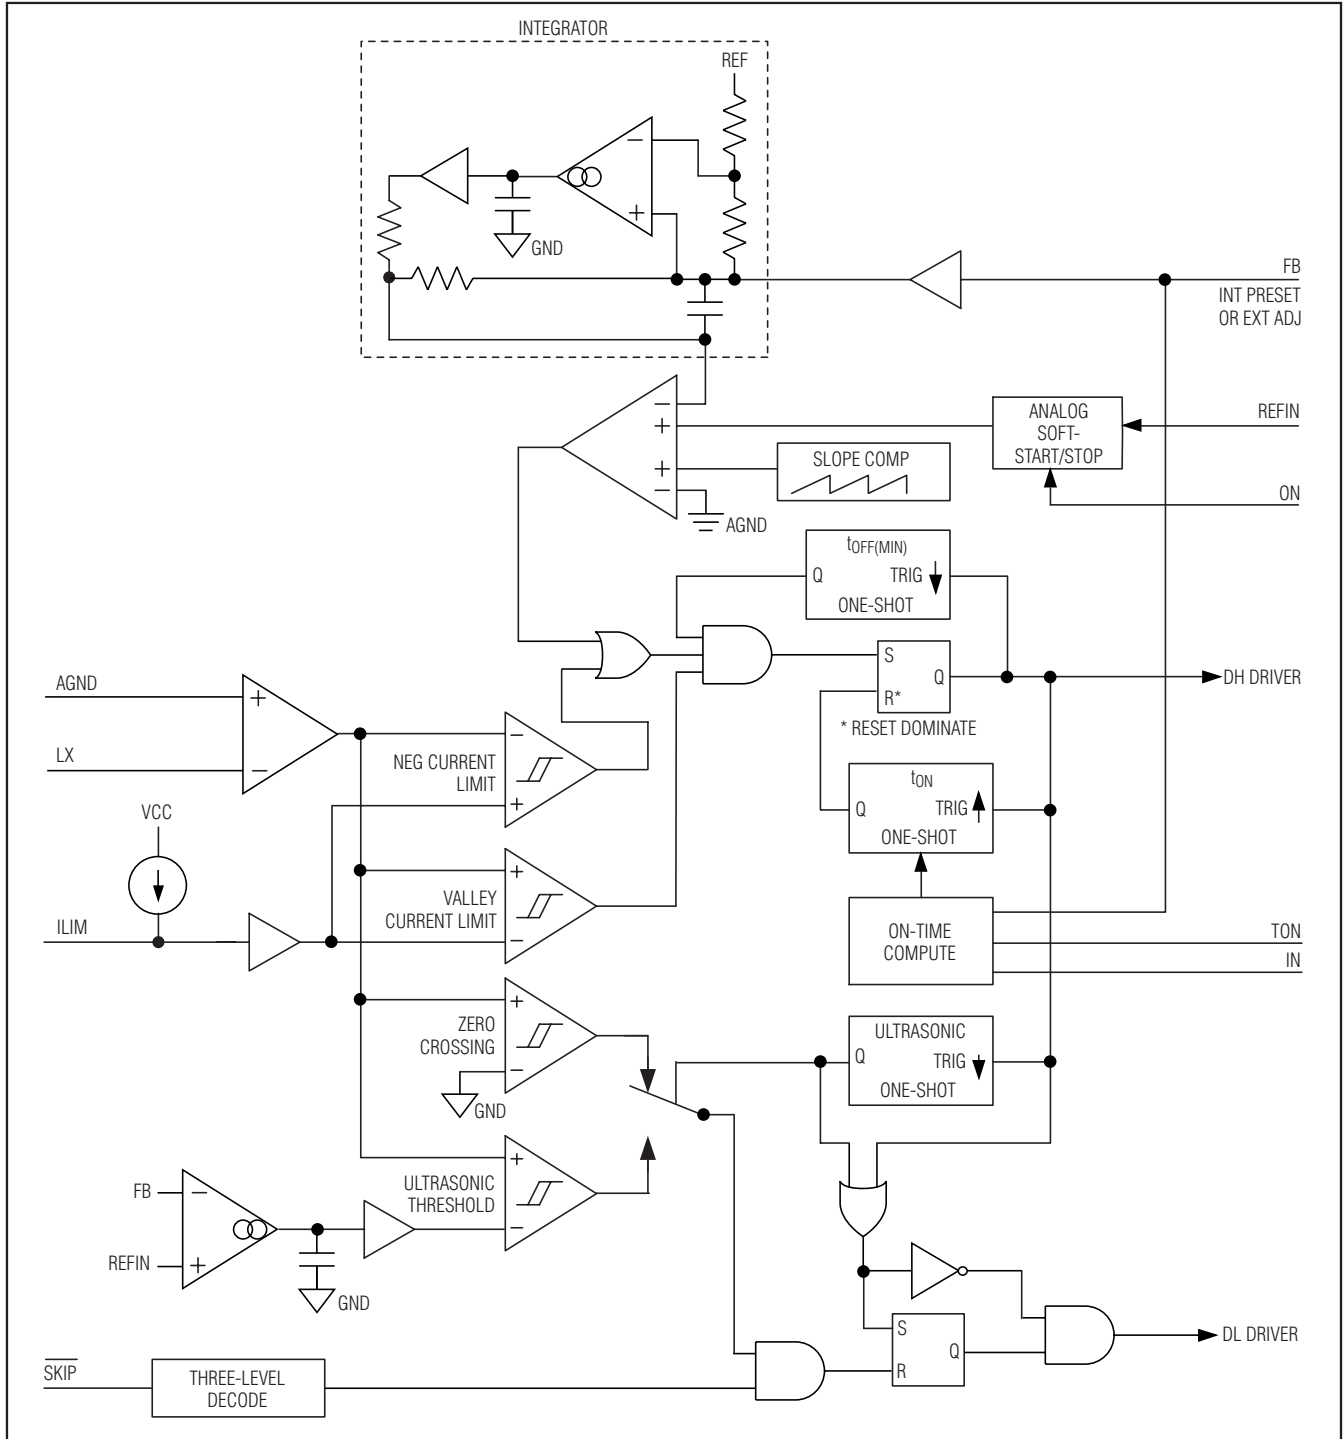 INTEGRATOR
REF
−
+
GND
FB
INT PRESET
OR EXT ADJ
−
+
+
−
AGND
SLOPE COMP
ANALOG
SOFT-
START/STOP
REFIN
ON
tOFF(MIN)
Q TRIG
ONE-SHOT
S
Q
R*
* RESET DOMINATE
DH DRIVER
AGND
+
LX
−
NEG CURRENT
LIMIT
−
+
tON
Q TRIG
ONE-SHOT
VCC
ILIM
VALLEY
CURRENT LIMIT
+
−
ON-TIME
COMPUTE
TON
IN
ZERO
CROSSING
+
−
GND
ULTRASONIC
Q TRIG
ONE-SHOT
FB
−
REFIN
+
GND
ULTRASONIC
THRESHOLD
+
−
S
Q
R
DL DRIVER
SKIP
THREE-LEVEL
DECODE